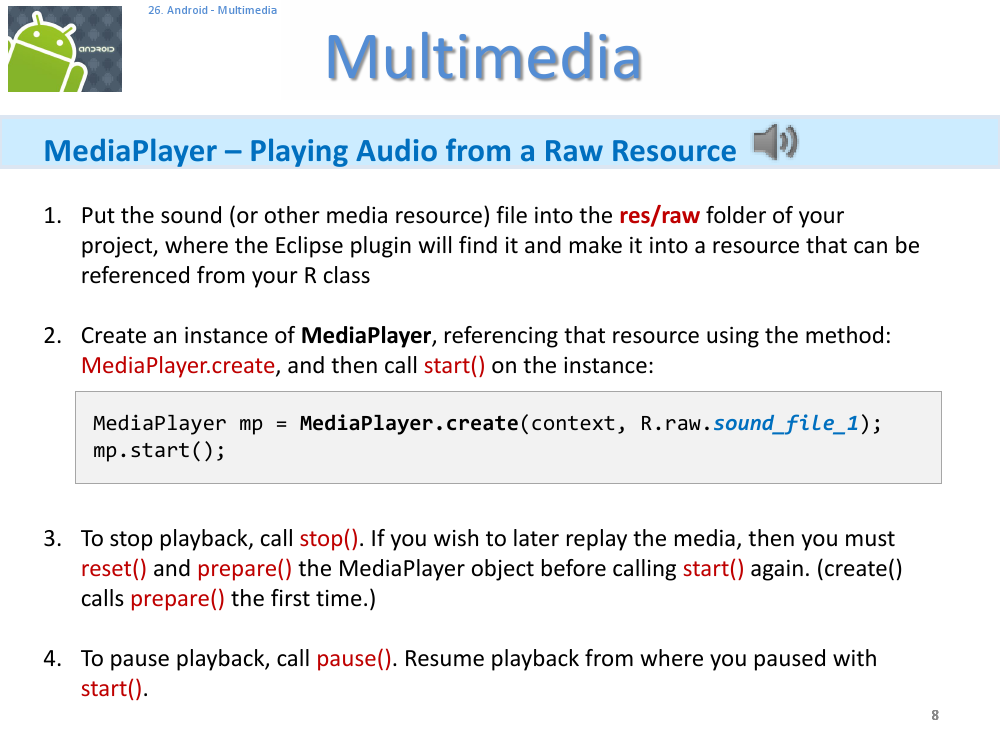 26. Android - Multimedia
ANDROID
Multimedia
MediaPlayer – Playing Audio from a Raw Resource
1. Put the sound (or other media resource) file into the res/raw folder of your
project, where the Eclipse plugin will find it and make it into a resource that can be
referenced from your R class
2. Create an instance of MediaPlayer, referencing that resource using the method:
MediaPlayer.create, and then call start() on the instance:
MediaPlayer mp = MediaPlayer.create(context, R.raw.sound_file_1);
mp.start();
3. To stop playback, call stop(). If you wish to later replay the media, then you must
reset() and prepare() the MediaPlayer object before calling start() again. (create()
calls prepare() the first time.)
4. To pause playback, call pause(). Resume playback from where you paused with
start().
8